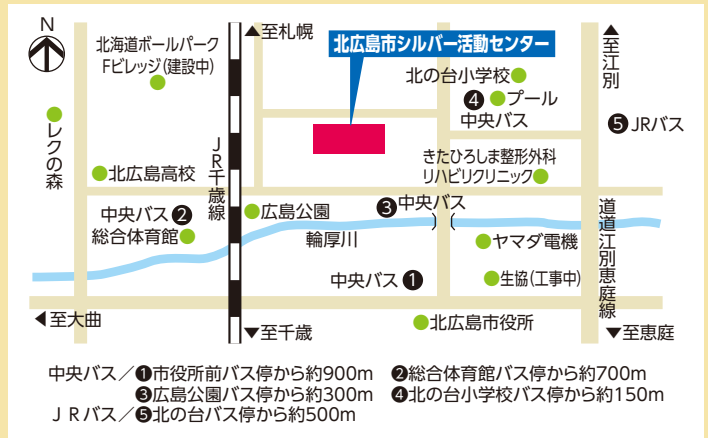 N
北海道ボールパーク
Fビレッジ(建設中)
▲至札幌
北広島市シルバー活動センター
▲至江別
北の台小学校
❹ プール
中央バス
❺JRバス
レクの森
JR千歳線
北広島高校
きたひろしま整形外科
リハビリクリニック
中央バス❷
総合体育館
広島公園
❸中央バス
輪厚川
ヤマダ電機
道道江別恵庭線
中央バス❶
生協(工事中)
◀至大曲
▼至千歳
北広島市役所
▼至恵庭
中央バス/❶市役所前バス停から約900m ❷総合体育館バス停から約700m
❸広島公園バス停から約300m ❹北の台小学校バス停から約150m
JRバス/❺北の台バス停から約500m